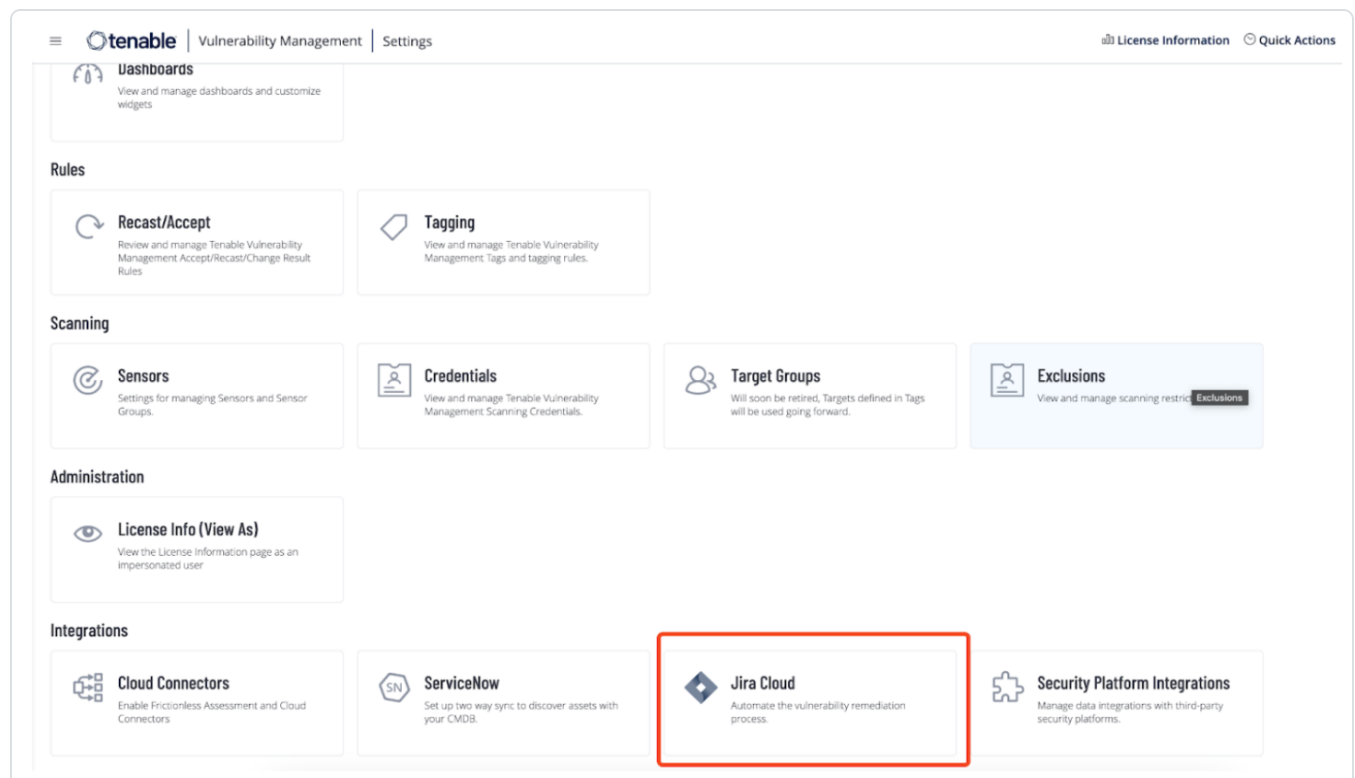 tenable
Vulnerability Management
Settings
License Information
Quick Actions
Dashboards
View and manage dashboards and customize
widgets
Rules
Recast/Accept
Review and manage Tenable Vulnerability
Management Accept/Recast/Change Result
Rules
Tagging
View and manage Tenable Vulnerability
Management Tags and tagging rules.
Scanning
Sensors
Settings for managing Sensors and Sensor
Groups.
Credentials
View and manage Tenable Vulnerability
Management Scanning Credentials.
Target Groups
Will soon be retired, Targets defined in Tags
will be used going forward.
Exclusions
View and manage scanning restric
Exclusions
Administration
License Info (View As)
View the License Information page as an
impersonated user
Integrations
Cloud Connectors
Enable Frictionless Assessment and Cloud
Connectors
SN
ServiceNow
Set up two way sync to discover assets with
your CMDB.
Jira Cloud
Automate the vulnerability remediation
process.
Security Platform Integrations
Manage data integrations with third-party
security platforms.